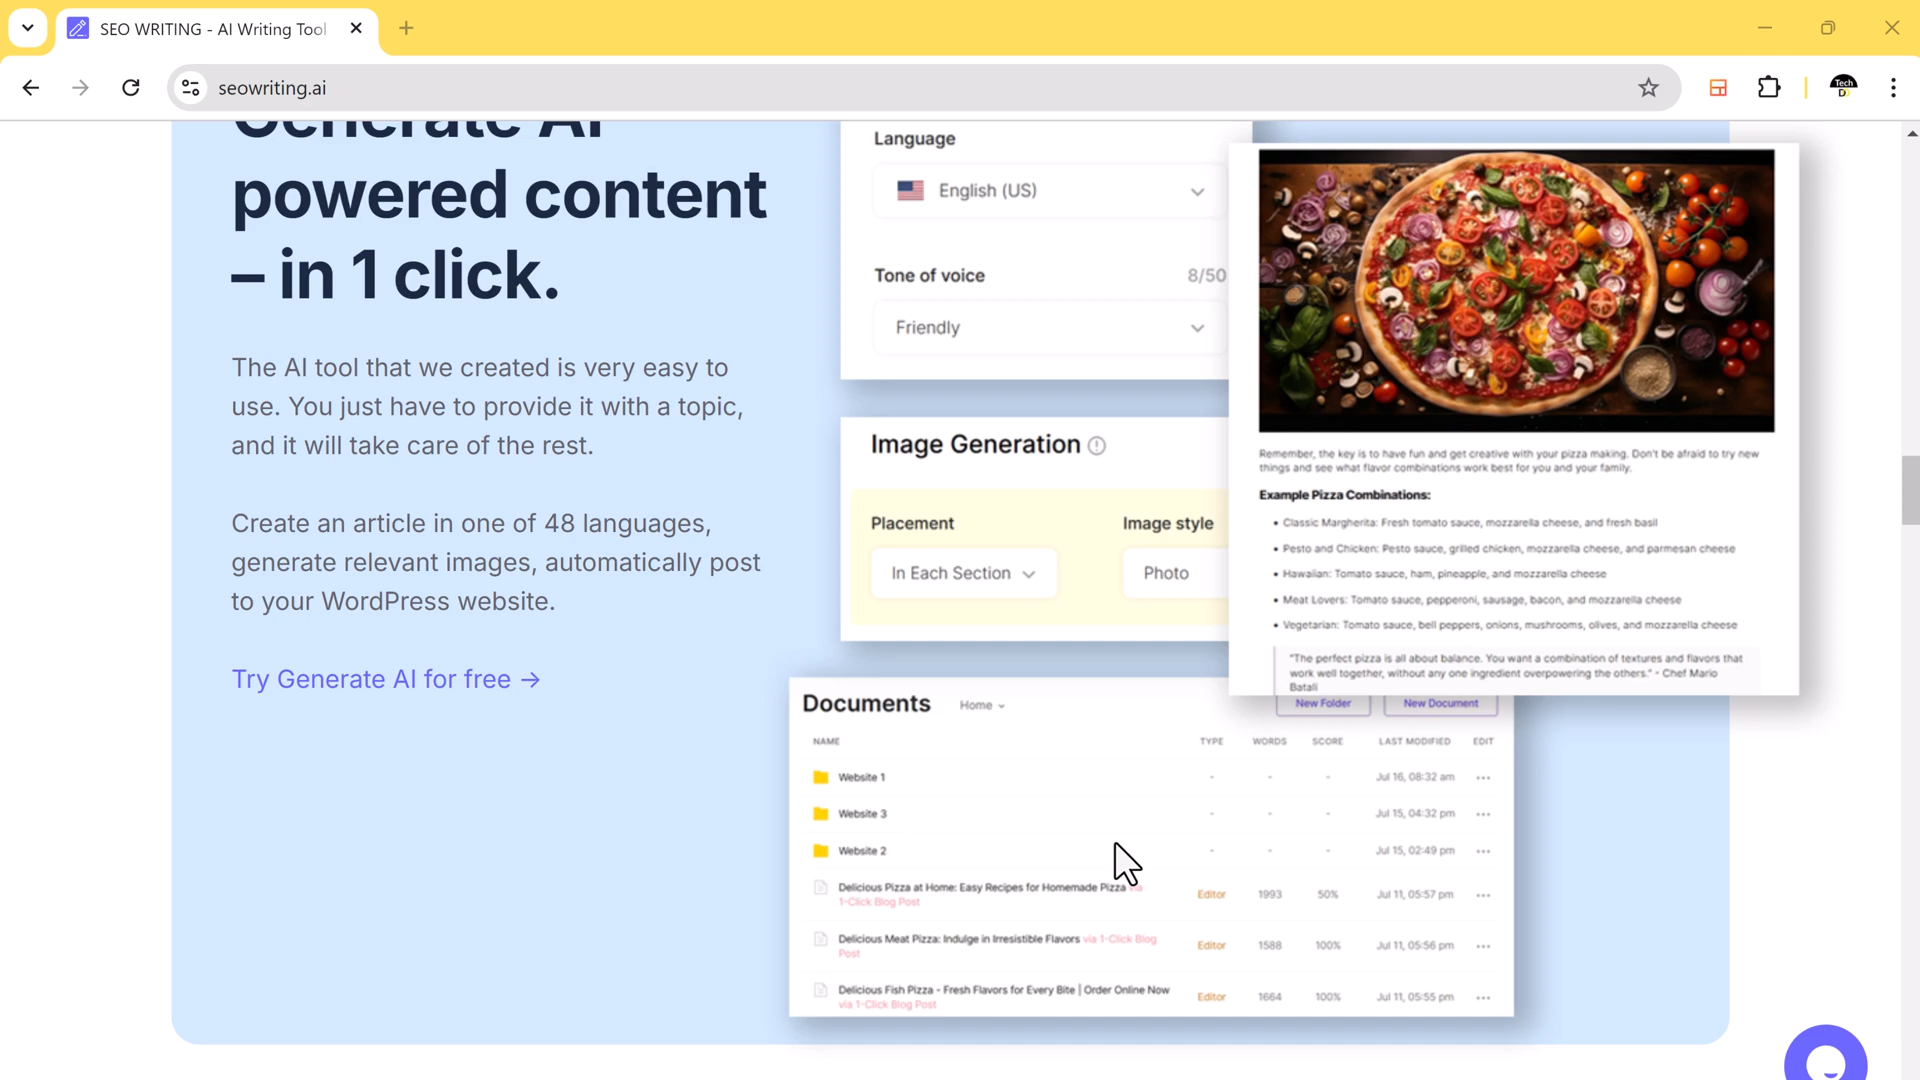 SEO WRITING - AI Writing Tool
seowriting.ai
Tech
Generate AI
powered content
– in 1 click.
The AI tool that we created is very easy to
use. You just have to provide it with a topic,
and it will take care of the rest.
Create an article in one of 48 languages,
generate relevant images, automatically post
to your WordPress website.
Try Generate AI for free →
Language
English (US)
Tone of voice 8/50
Friendly
Image Generation
Placement Image style
In Each Section Photo
Remember, the key is to have fun and get creative with your pizza making. Don't be afraid to try new
things and see what flavor combinations work best for you and your family.
Example Pizza Combinations:
• Classic Margherita: Fresh tomato sauce, mozzarella cheese, and fresh basil
• Pesto and Chicken: Pesto sauce, grilled chicken, mozzarella cheese, and parmesan cheese
• Hawaiian: Tomato sauce, ham, pineapple, and mozzarella cheese
• Meat Lovers: Tomato sauce, pepperoni, sausage, bacon, and mozzarella cheese
• Vegetarian: Tomato sauce, bell peppers, onions, mushrooms, olives, and mozzarella cheese
"The perfect pizza is all about balance. You want a combination of textures and flavors that
work well together, without any one ingredient overpowering the others." - Chef Mario
Batali
Documents Home New Folder New Document
NAME TYPE WORDS SCORE LAST MODIFIED EDIT
Website 1 - - - Jul 16, 08:32 am
Website 3 - - - Jul 15, 04:32 pm
Website 2 - - - Jul 15, 02:49 pm
Delicious Pizza at Home: Easy Recipes for Homemade Pizza via
1-Click Blog Post Editor 1993 50% Jul 11, 05:57 pm
Delicious Meat Pizza: Indulge in Irresistible Flavors via 1-Click Blog
Post Editor 1588 100% Jul 11, 05:56 pm
Delicious Fish Pizza - Fresh Flavors for Every Bite | Order Online Now
via 1-Click Blog Post Editor 1664 100% Jul 11, 05:55 pm